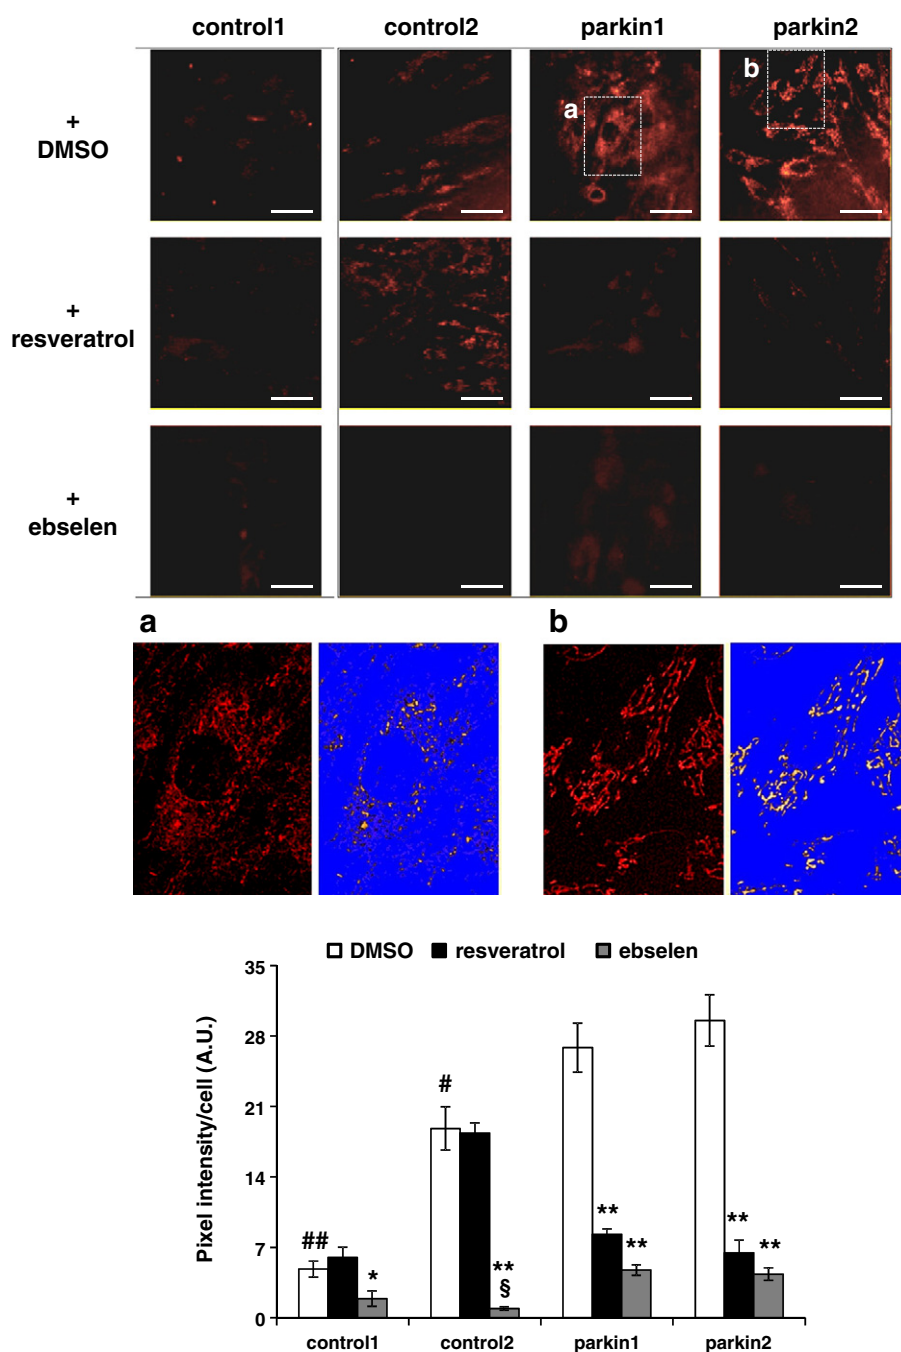 control1 control2 parkin1 parkin2
+
DMSO
a
b
+
resveratrol
+
ebselen
a b
DMSO resveratrol ebselen
Pixel intensity/cell (A.U.)
35
28
21
14
7
0
#
##
*
**
§
**
**
**
**
control1 control2 parkin1 parkin2